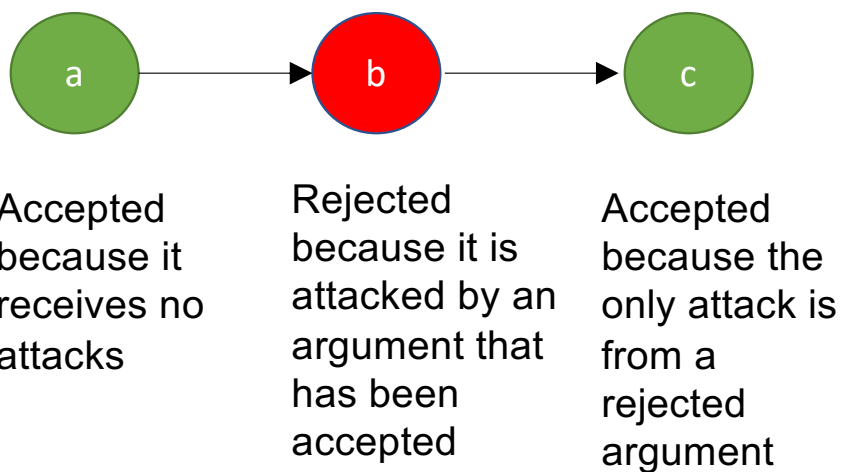 a
b
c
Accepted
because it
receives no
attacks
Rejected
because it is
attacked by an
argument that
has been
accepted
Accepted
because the
only attack is
from a
rejected
argument